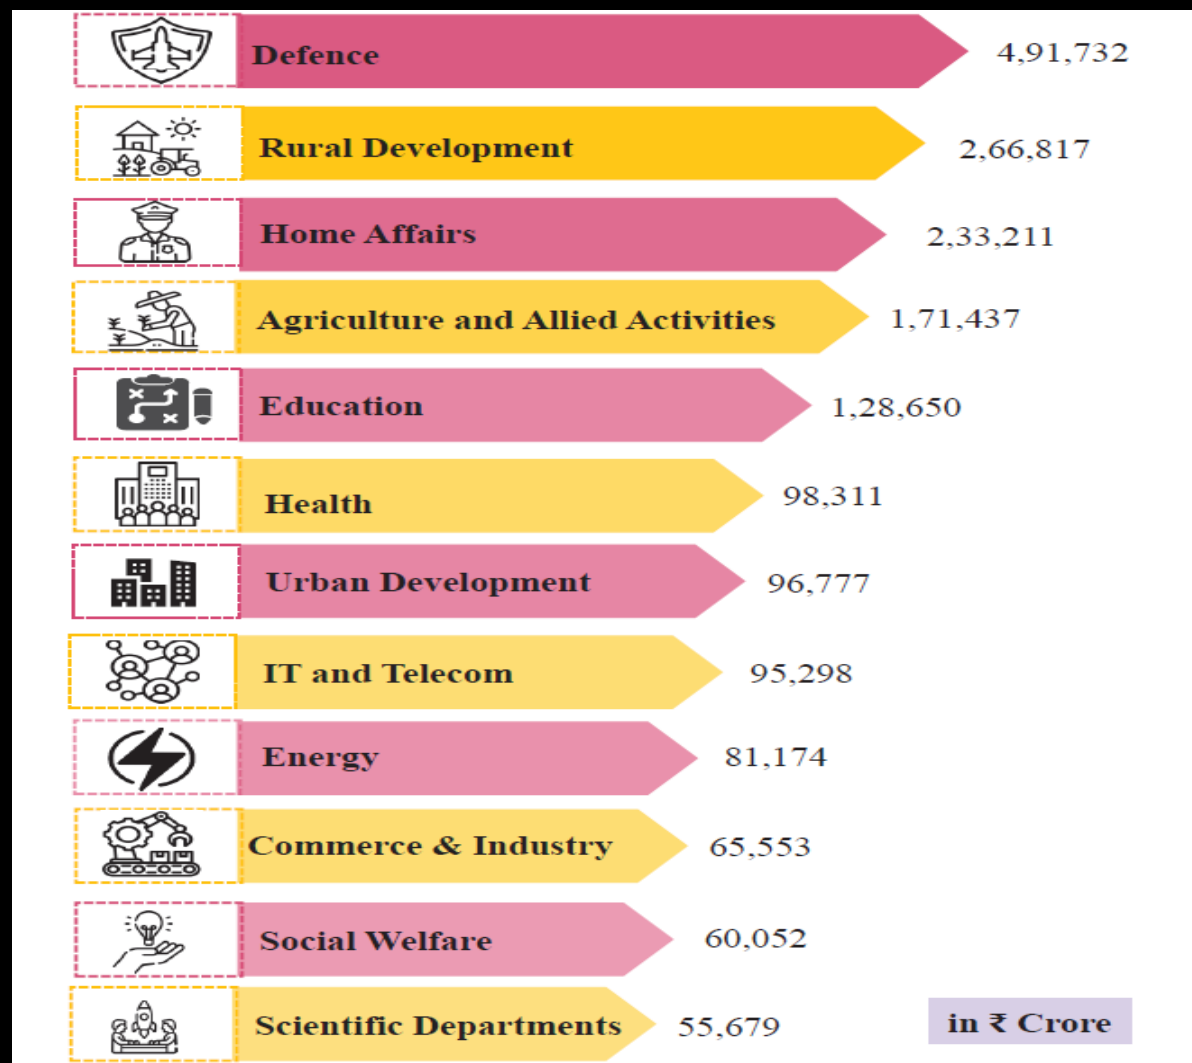 Defence 4,91,732
Rural Development 2,66,817
Home Affairs 2,33,211
Agriculture and Allied Activities 1,71,437
Education 1,28,650
Health 98,311
Urban Development 96,777
IT and Telecom 95,298
Energy 81,174
Commerce & Industry 65,553
Social Welfare 60,052
Scientific Departments 55,679
in ₹ Crore